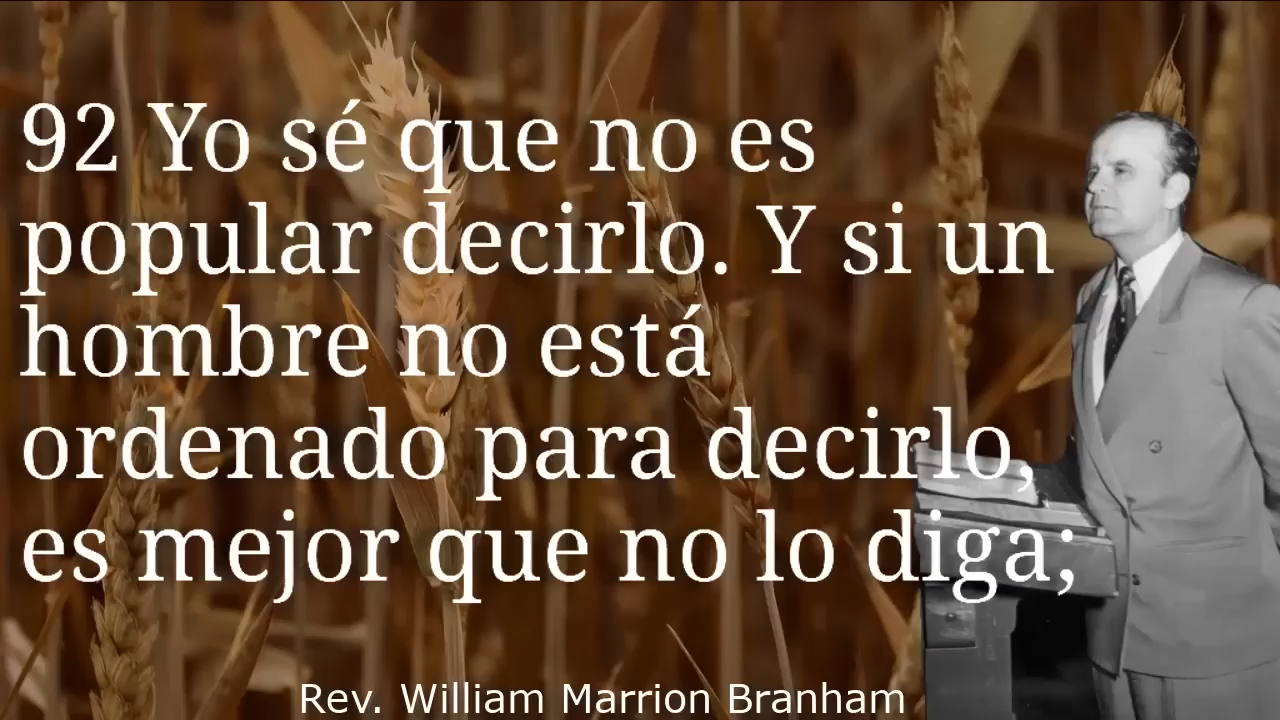 92 Yo sé que no es
popular decirlo. Y si un
hombre no está
ordenado para decirlo,
es mejor que no lo diga;
Rev. William Marrion Branham